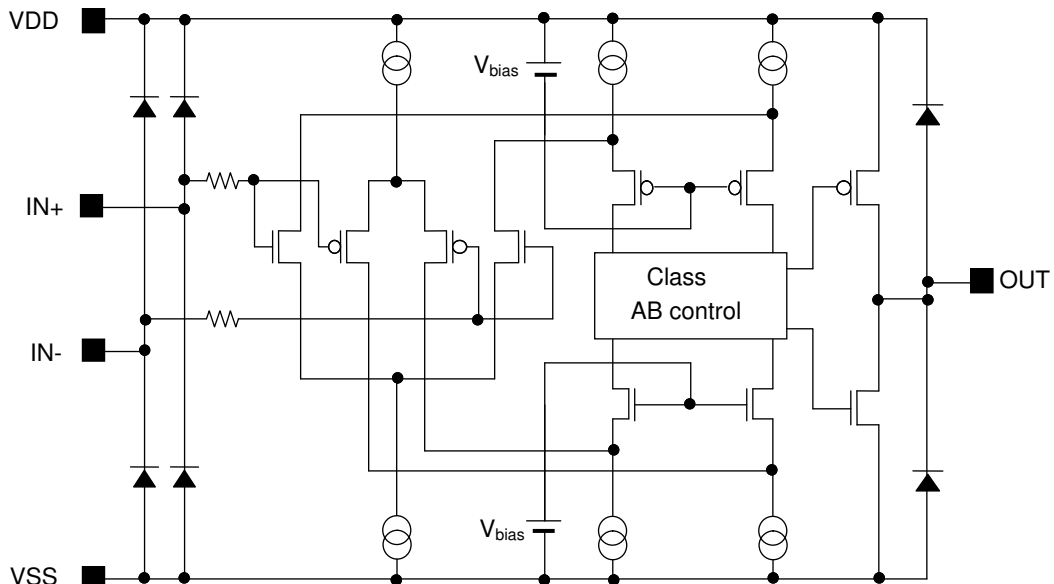 VDD
Vbias
IN+
Class
AB control
OUT
IN-
Vbias
VSS